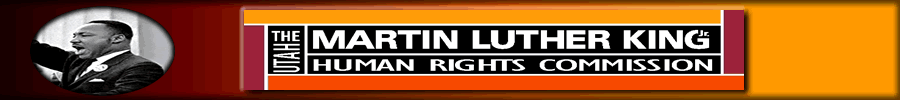 THE UTAH
MARTIN LUTHER KING Jr.
HUMAN RIGHTS COMMISSION